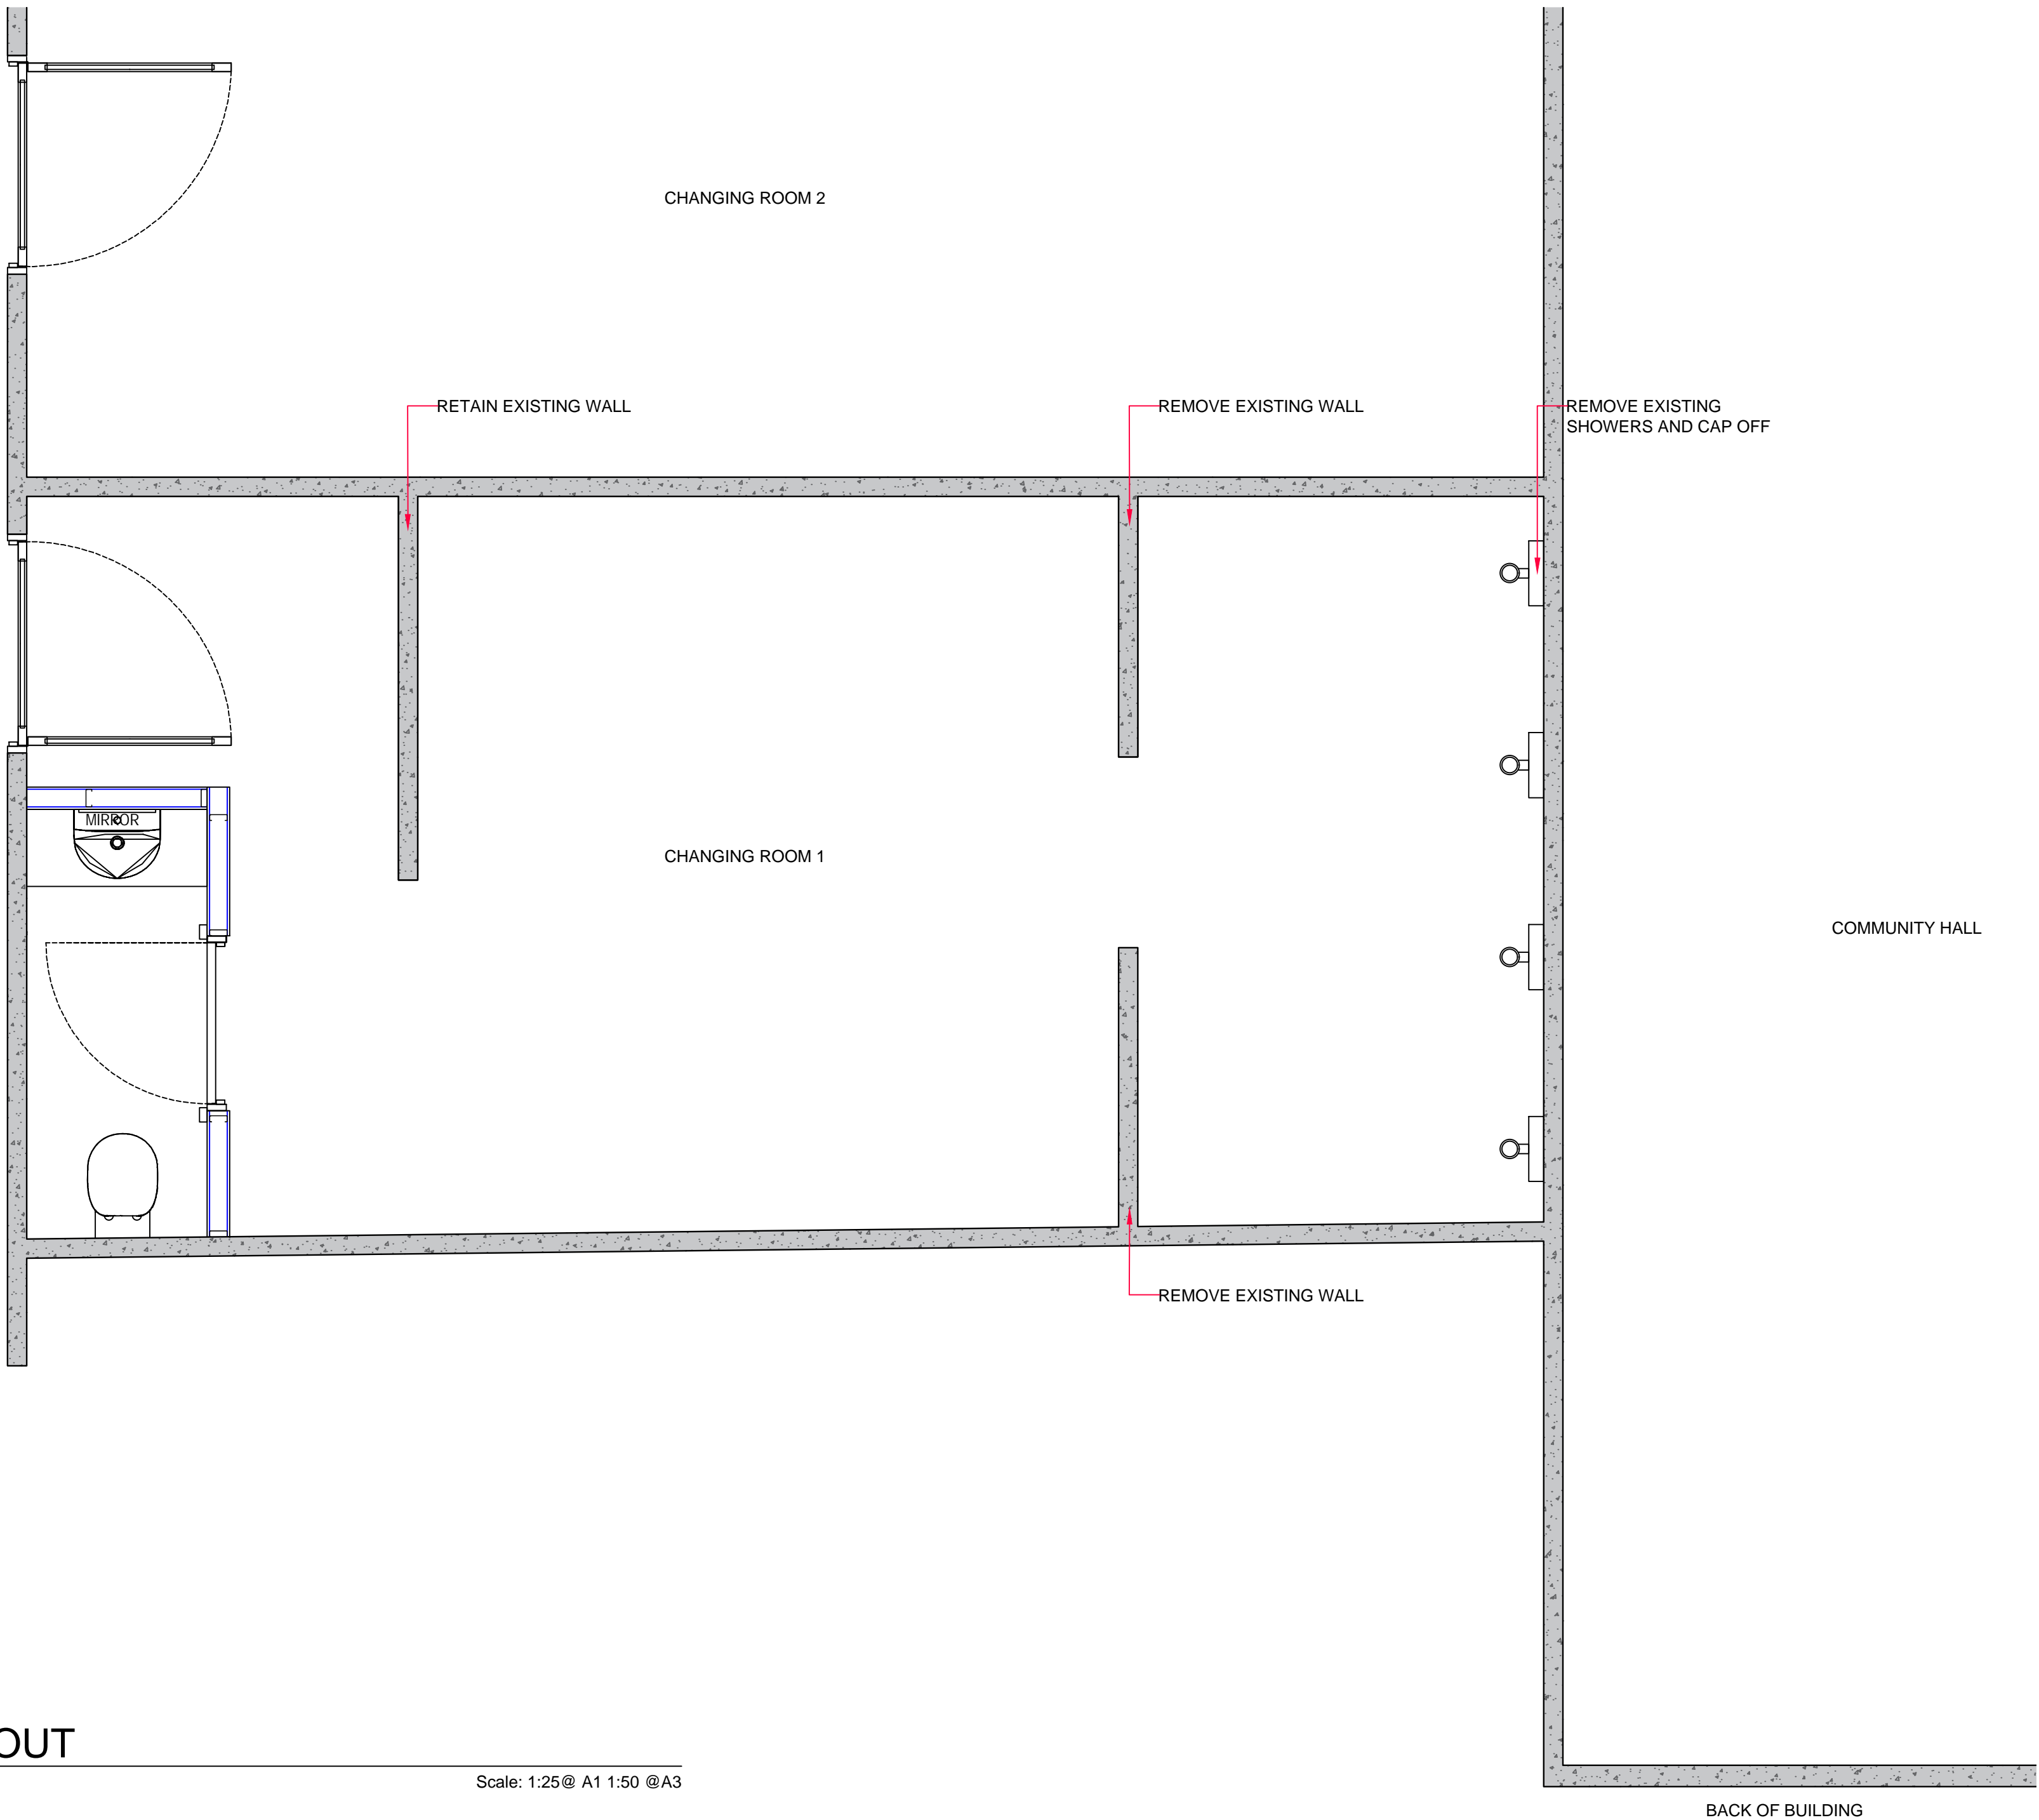 CHANGING ROOM 2
RETAIN EXISTING WALL
REMOVE EXISTING WALL
REMOVE EXISTING
SHOWERS AND CAP OFF
MIRROR
CHANGING ROOM 1
COMMUNITY HALL
REMOVE EXISTING WALL
OUT
Scale: 1:25@ A1 1:50 @A3
BACK OF BUILDING